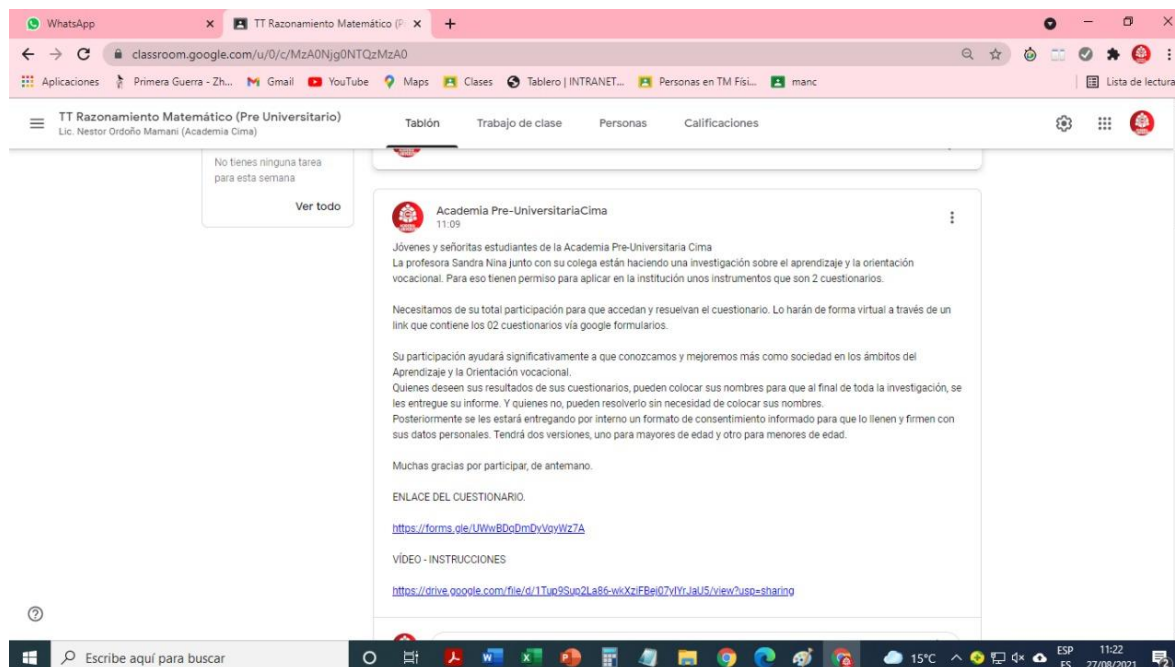 WhatsApp
TT Razonamiento Matemático (P
classroom.google.com/u/0/c/MzA0Njg0NTQzMzA0
Aplicaciones
Primera Guerra - Zh...
Gmail
YouTube
Maps
Clases
Tablero | INTRANET...
Personas en TM Físi...
manc
Lista de lectura
TT Razonamiento Matemático (Pre Universitario)
Lic. Nestor Ordoño Mamani (Academia Cima)
Tablón
Trabajo de clase
Personas
Calificaciones
No tienes ninguna tarea
para esta semana
Ver todo
Academia Pre-UniversitariaCima
11:09
Jóvenes y señoritas estudiantes de la Academia Pre-Universitaria Cima
La profesora Sandra Nina junto con su colega están haciendo una investigación sobre el aprendizaje y la orientación
vocacional. Para eso tienen permiso para aplicar en la institución unos instrumentos que son 2 cuestionarios.
Necesitamos de su total participación para que accedan y resuelvan el cuestionario. Lo harán de forma virtual a través de un
link que contiene los 02 cuestionarios vía google formularios.
Su participación ayudará significativamente a que conozcamos y mejoremos más como sociedad en los ámbitos del
Aprendizaje y la Orientación vocacional.
Quienes deseen sus resultados de sus cuestionarios, pueden colocar sus nombres para que al final de toda la investigación, se
les entregue su informe. Y quienes no, pueden resolverlo sin necesidad de colocar sus nombres.
Posteriormente se les estará entregando por interno un formato de consentimiento informado para que lo llenen y firmen con
sus datos personales. Tendrá dos versiones, uno para mayores de edad y otro para menores de edad.
Muchas gracias por participar, de antemano.
ENLACE DEL CUESTIONARIO.
https://forms.gle/UWwBDqDmDyVqyWz7A
VÍDEO - INSTRUCCIONES
https://drive.google.com/file/d/1Tup9Sup2La86-wkXziFBej07yIYrJaU5/view?usp=sharing
Escribe aquí para buscar
15°C
ESP
ES
11:22
27/08/2021